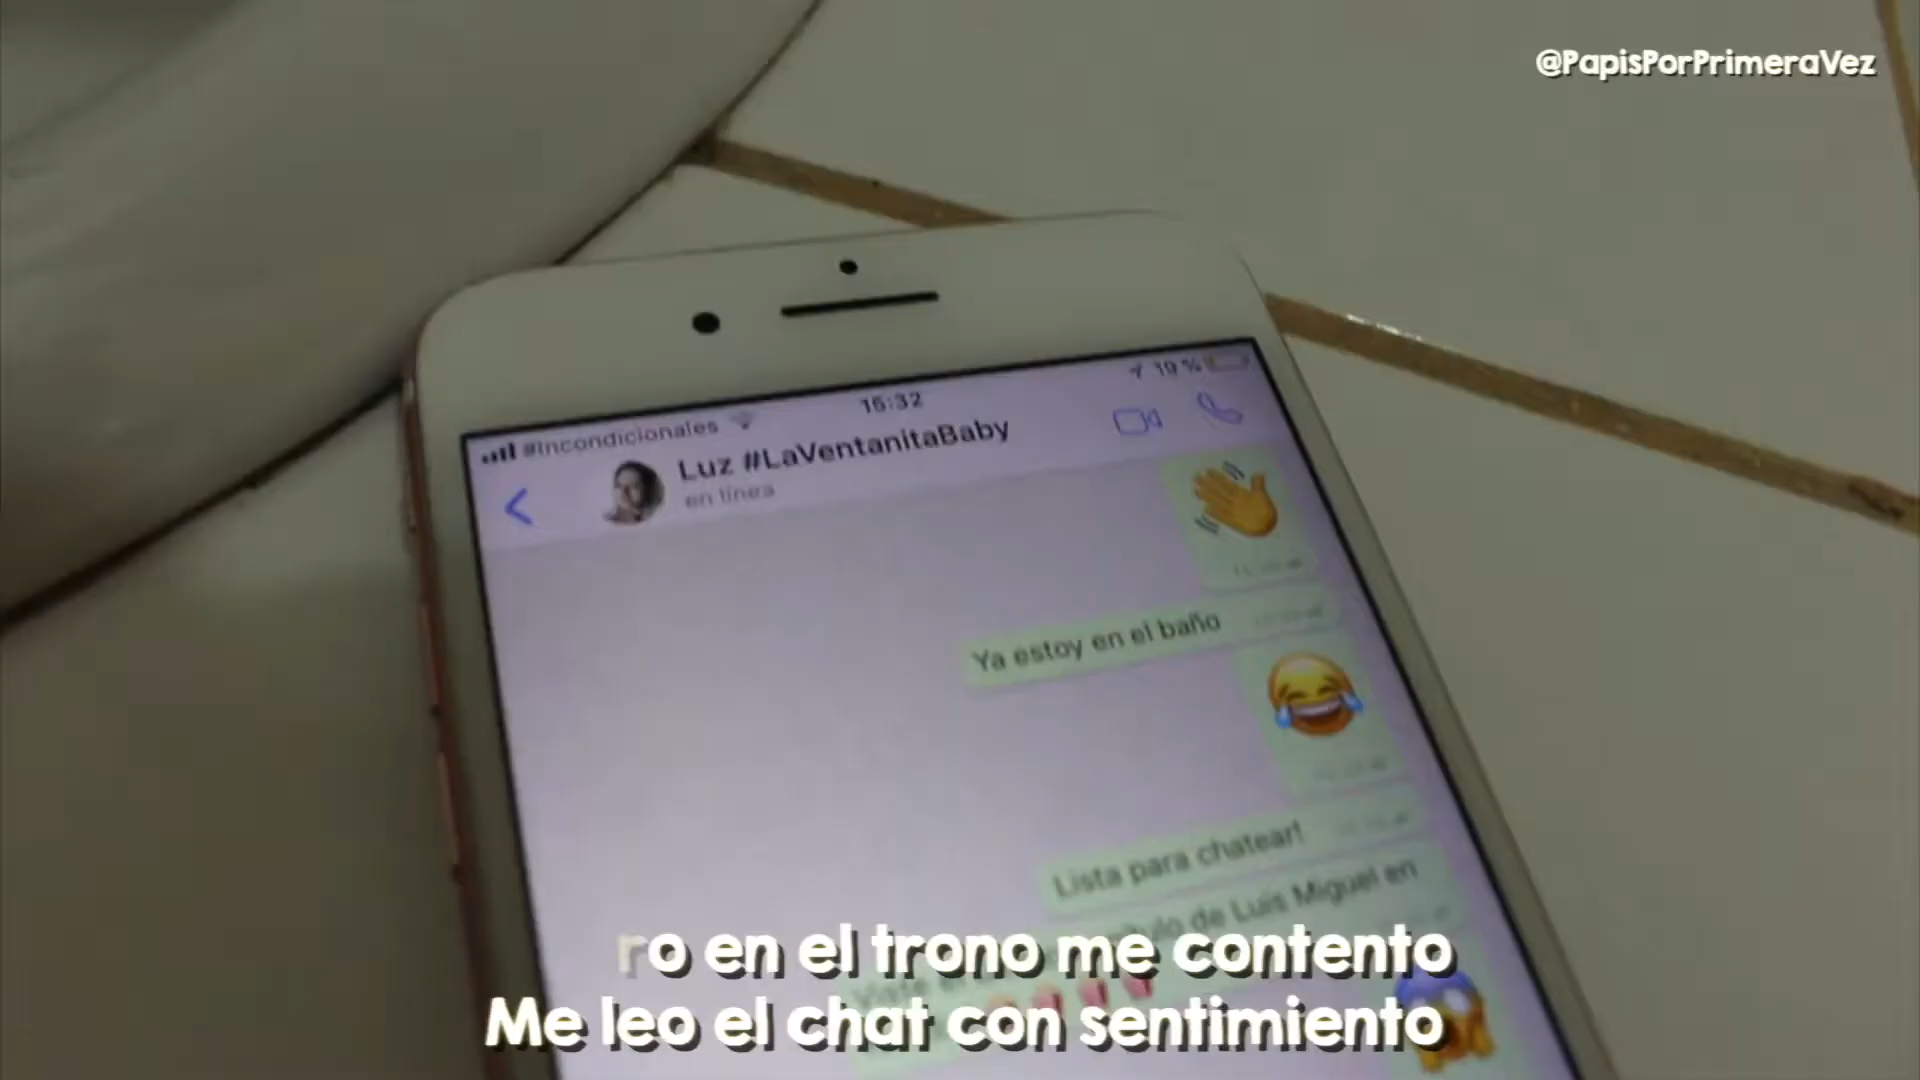 @PapisPorPrimeraVez
19 %
15:32
#Incondicionales
Luz #LaVentanitaBaby
en línea
Ya estoy en el baño
Lista para chatear!
de Luis Miguel en
ro en el trono me contento
Me leo el chat con sentimiento